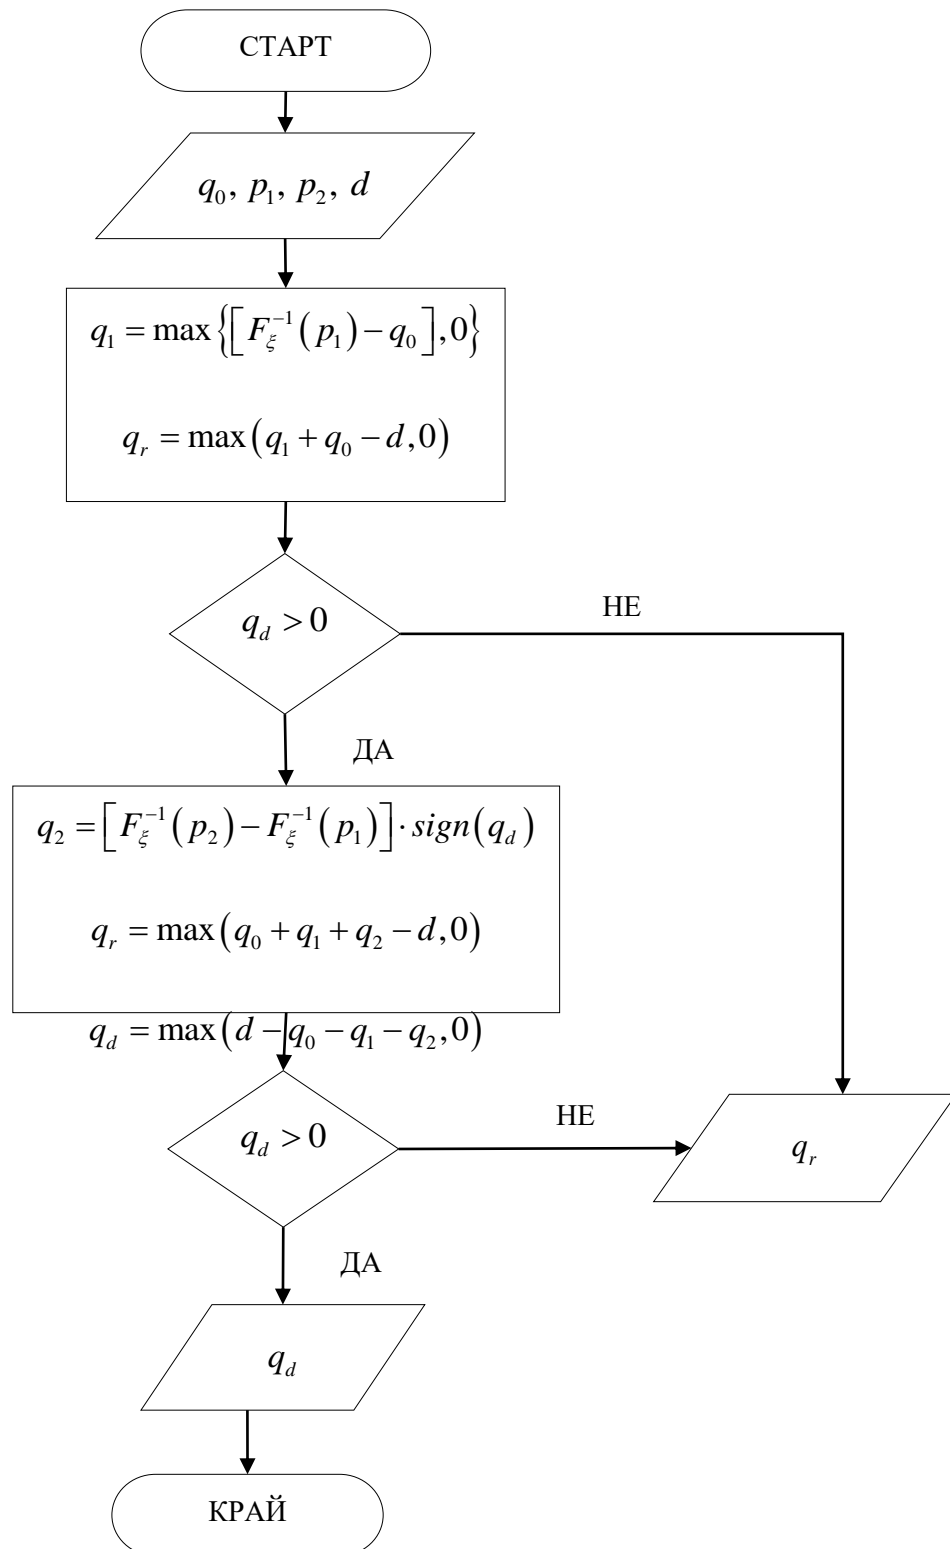 СТАРТ
q₀, p₁, p₂, d
q₁ = max{[F_ξ⁻¹(p₁) − q₀], 0}
q_r = max(q₁ + q₀ − d, 0)
q_d > 0
НЕ
ДА
q₂ = [F_ξ⁻¹(p₂) − F_ξ⁻¹(p₁)] · sign(q_d)
q_r = max(q₀ + q₁ + q₂ − d, 0)
q_d = max(d − q₀ − q₁ − q₂, 0)
q_d > 0
НЕ
q_r
ДА
q_d
КРАЙ